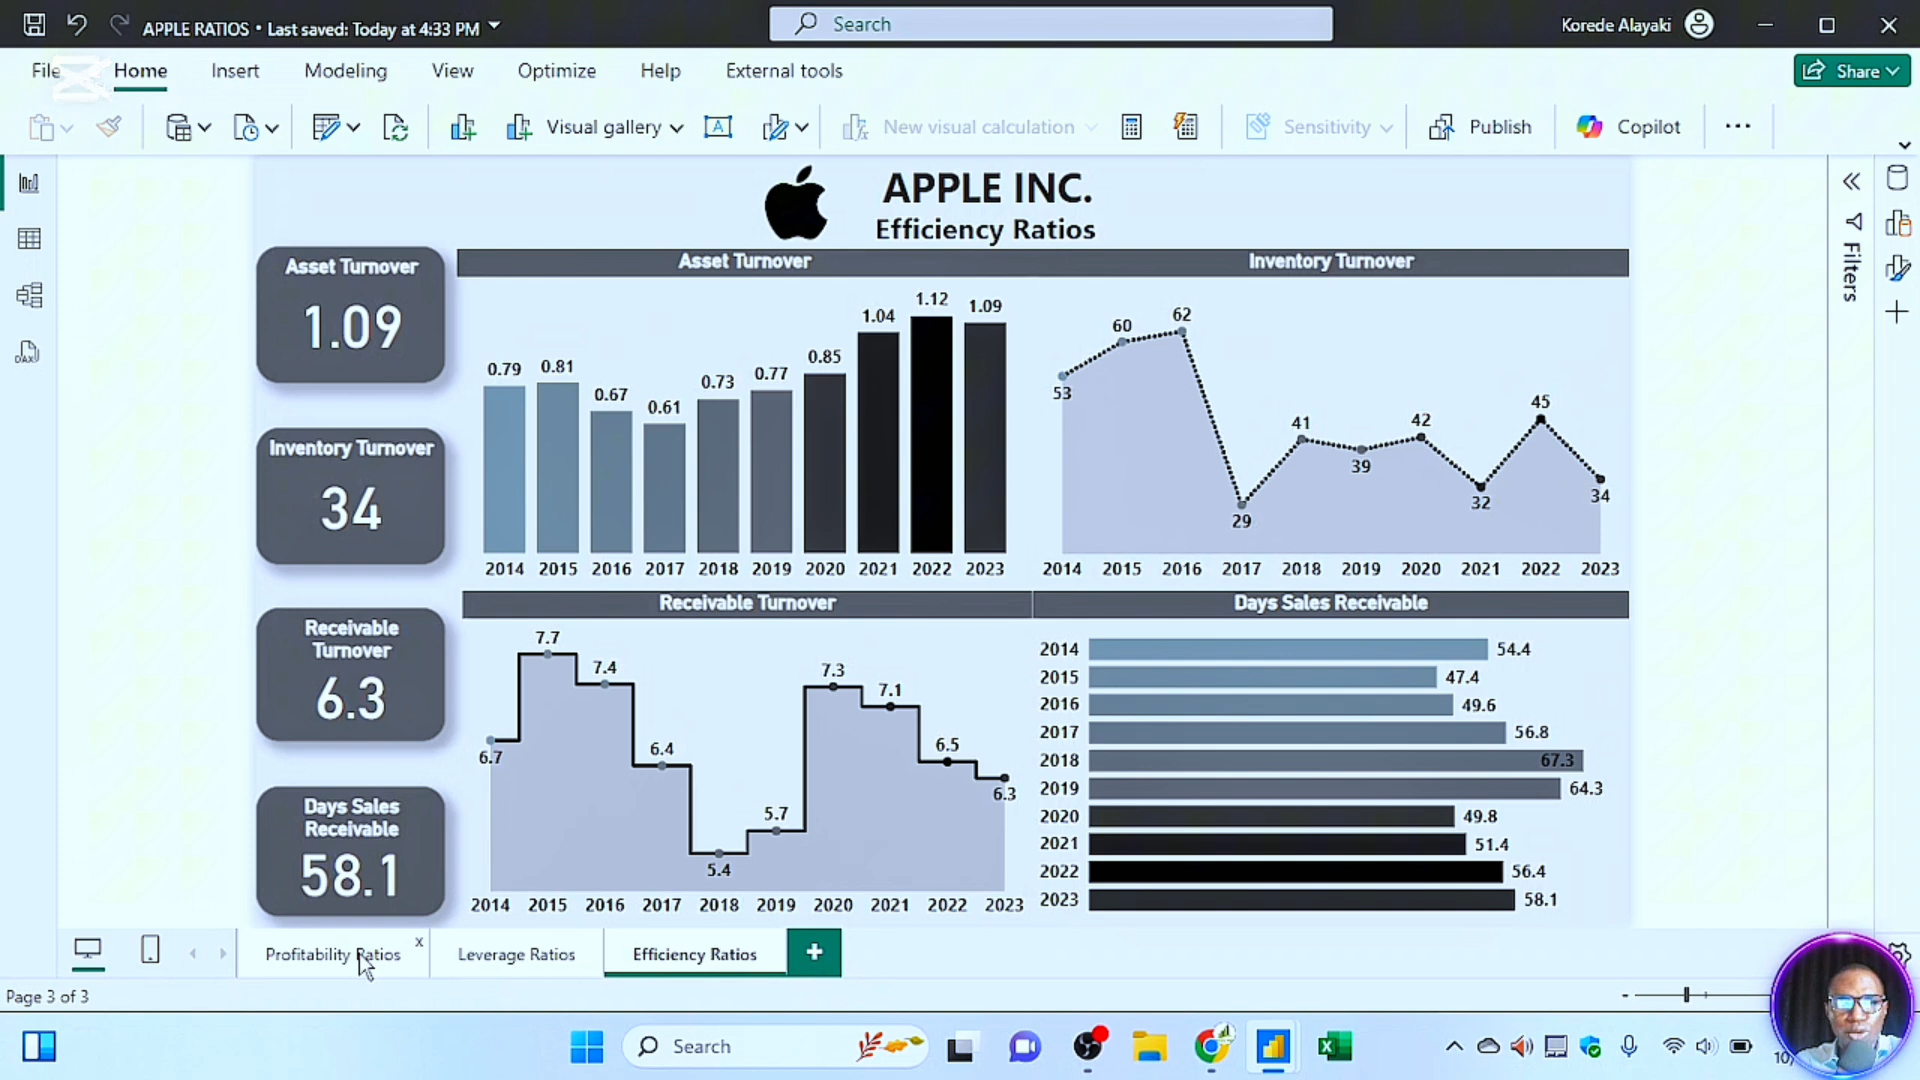 APPLE RATIOS • Last saved: Today at 4:33 PM
Search
Korede Alayaki
File
Home
Insert
Modeling
View
Optimize
Help
External tools
Share
Visual gallery
A
New visual calculation
Sensitivity
Publish
Copilot
...
DAX
APPLE INC.
Efficiency Ratios
Filters
Asset Turnover
1.09
Inventory Turnover
34
Receivable
Turnover
6.3
Days Sales
Receivable
58.1
Asset Turnover
0.79 0.81 0.67 0.61 0.73 0.77 0.85 1.04 1.12 1.09
2014 2015 2016 2017 2018 2019 2020 2021 2022 2023
Inventory Turnover
53 60 62 29 41 39 42 32 45 34
2014 2015 2016 2017 2018 2019 2020 2021 2022 2023
Receivable Turnover
6.7 7.7 7.4 6.4 5.4 5.7 7.3 7.1 6.5 6.3
2014 2015 2016 2017 2018 2019 2020 2021 2022 2023
Days Sales Receivable
2014 54.4
2015 47.4
2016 49.6
2017 56.8
2018 67.3
2019 64.3
2020 49.8
2021 51.4
2022 56.4
2023 58.1
Profitability Ratios x
Leverage Ratios
Efficiency Ratios
+
Page 3 of 3
- +
Search
10/